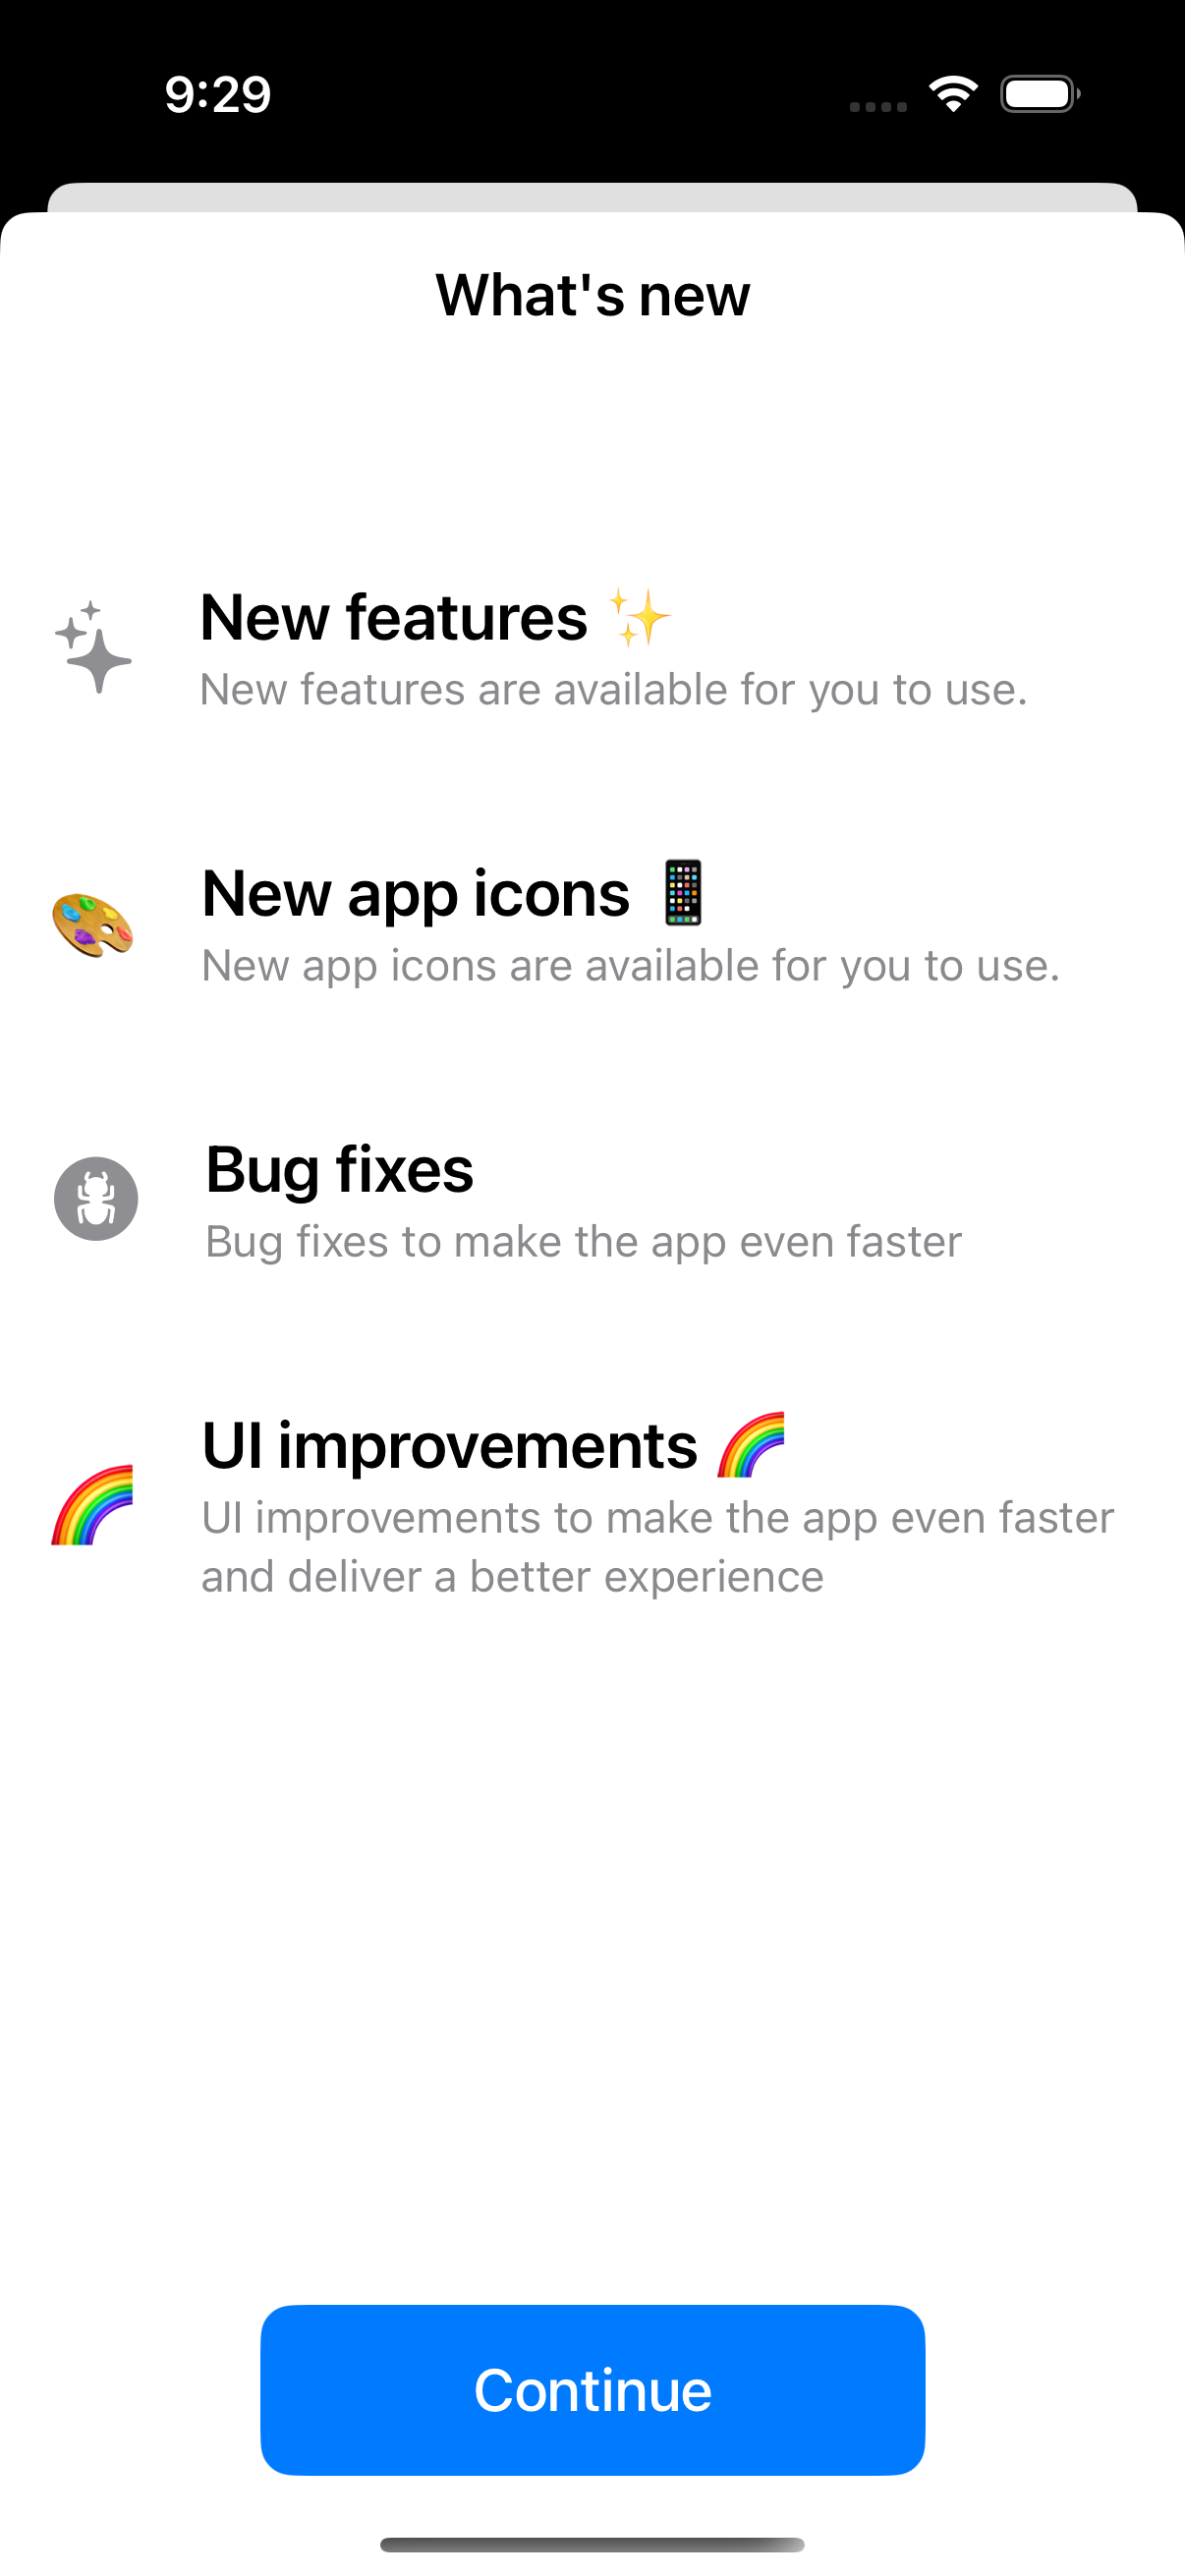 9:29
What's new
New features ✨
New features are available for you to use.
New app icons 📱
New app icons are available for you to use.
Bug fixes
Bug fixes to make the app even faster
UI improvements 🌈
UI improvements to make the app even faster
and deliver a better experience
Continue